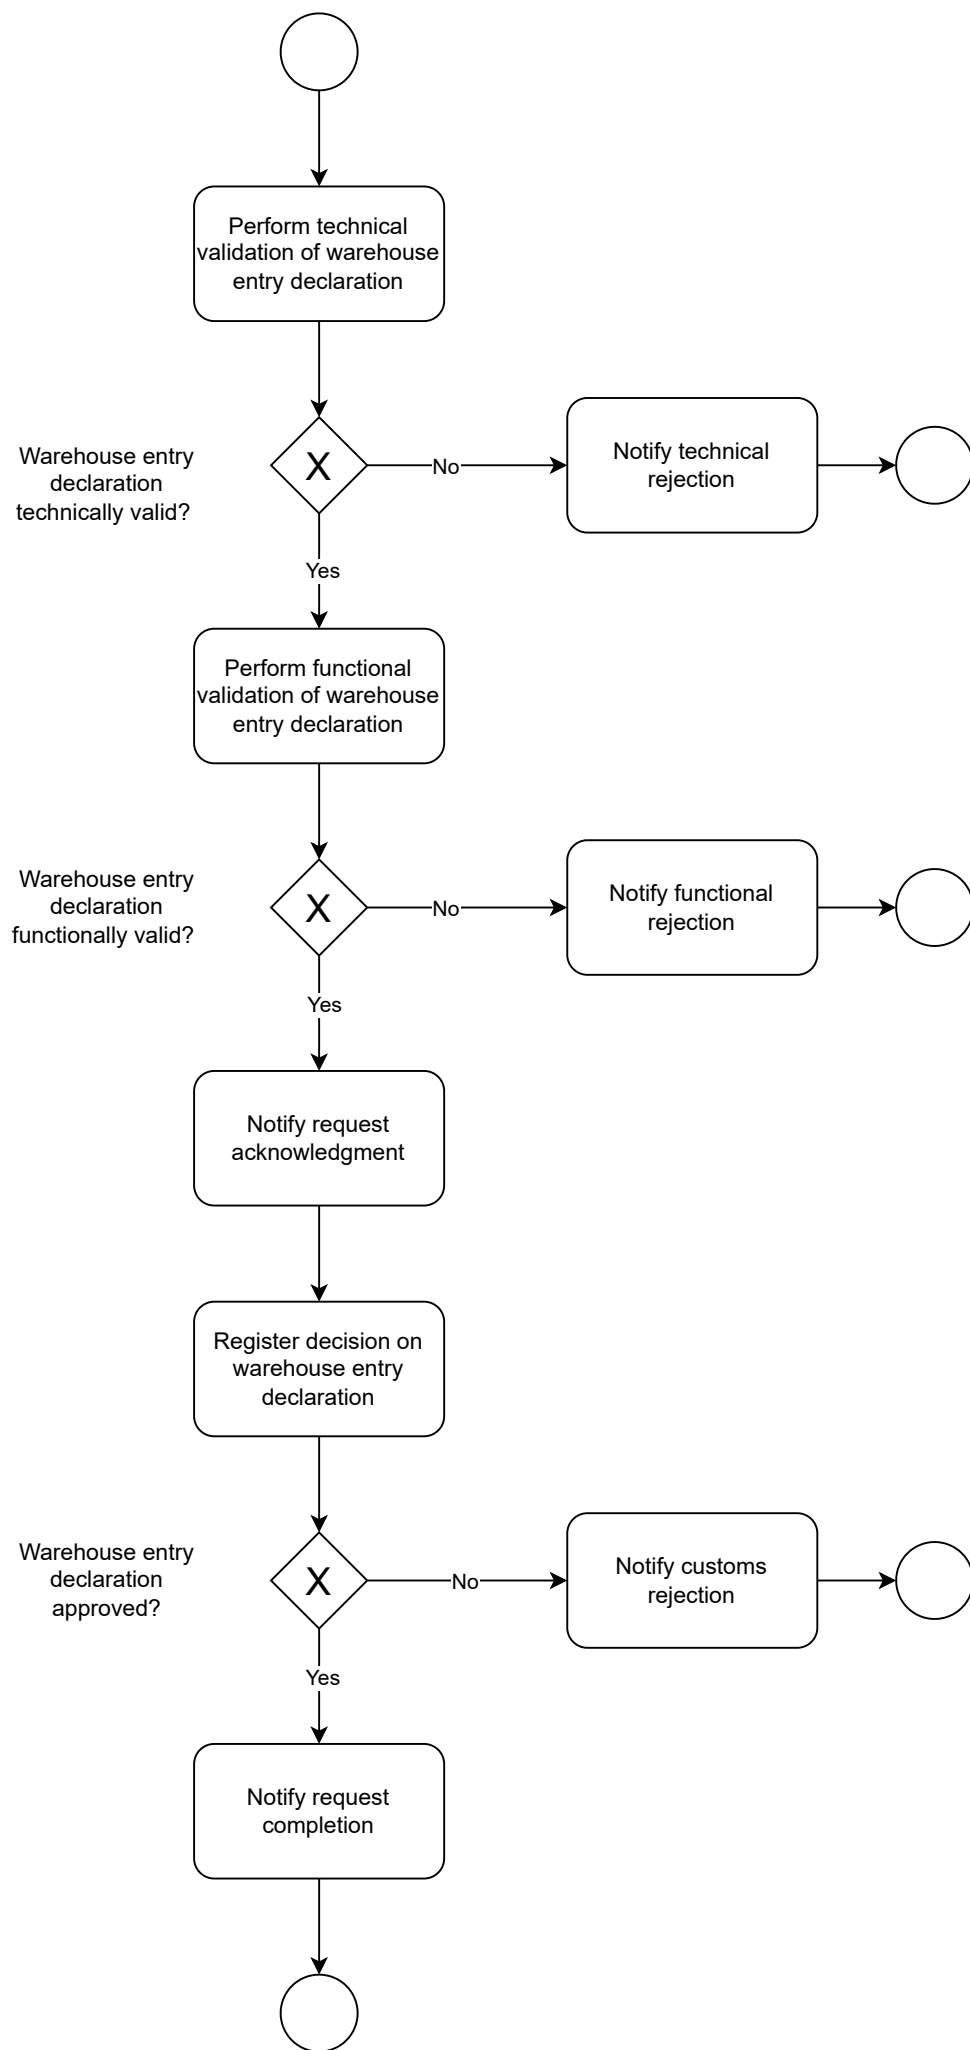 Perform technical
validation of warehouse
entry declaration
Warehouse entry
declaration
technically valid?
X
No
Notify technical
rejection
Yes
Perform functional
validation of warehouse
entry declaration
Warehouse entry
declaration
functionally valid?
X
No
Notify functional
rejection
Yes
Notify request
acknowledgment
Register decision on
warehouse entry
declaration
Warehouse entry
declaration
approved?
X
No
Notify customs
rejection
Yes
Notify request
completion